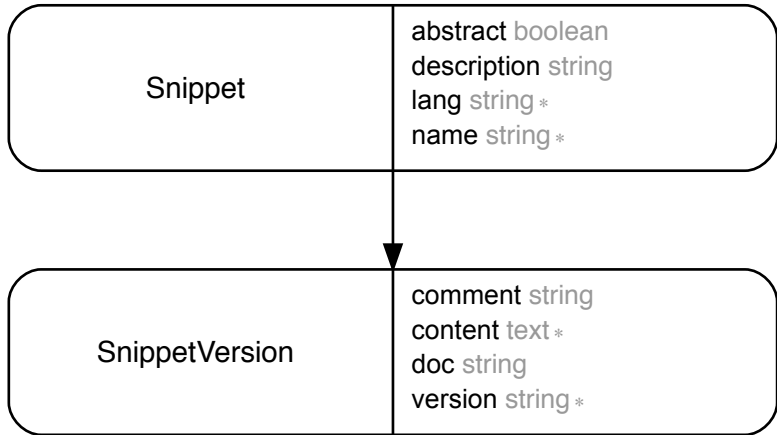 Snippet
abstract boolean
description string
lang string *
name string *
SnippetVersion
comment string
content text *
doc string
version string *